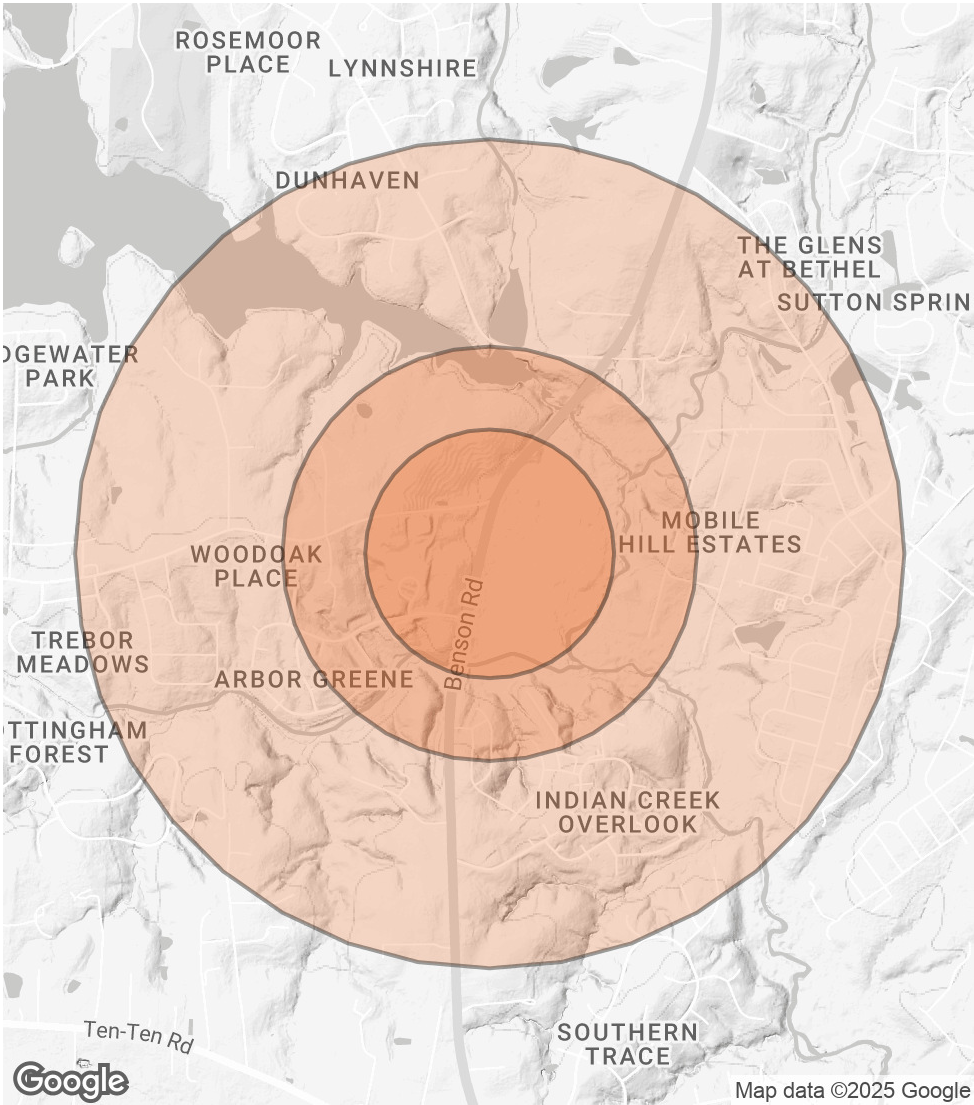 ROSEMOOR
PLACE
LYNNSHIRE
DUNHAVEN
THE GLENS
AT BETHEL
SUTTON SPRIN
DGEWATER
PARK
MOBILE
HILL ESTATES
WOODOAK
PLACE
Benson Rd
TREBOR
MEADOWS
ARBOR GREENE
OTTINGHAM
FOREST
INDIAN CREEK
OVERLOOK
Ten-Ten Rd
SOUTHERN
TRACE
Google
Map data ©2025 Google